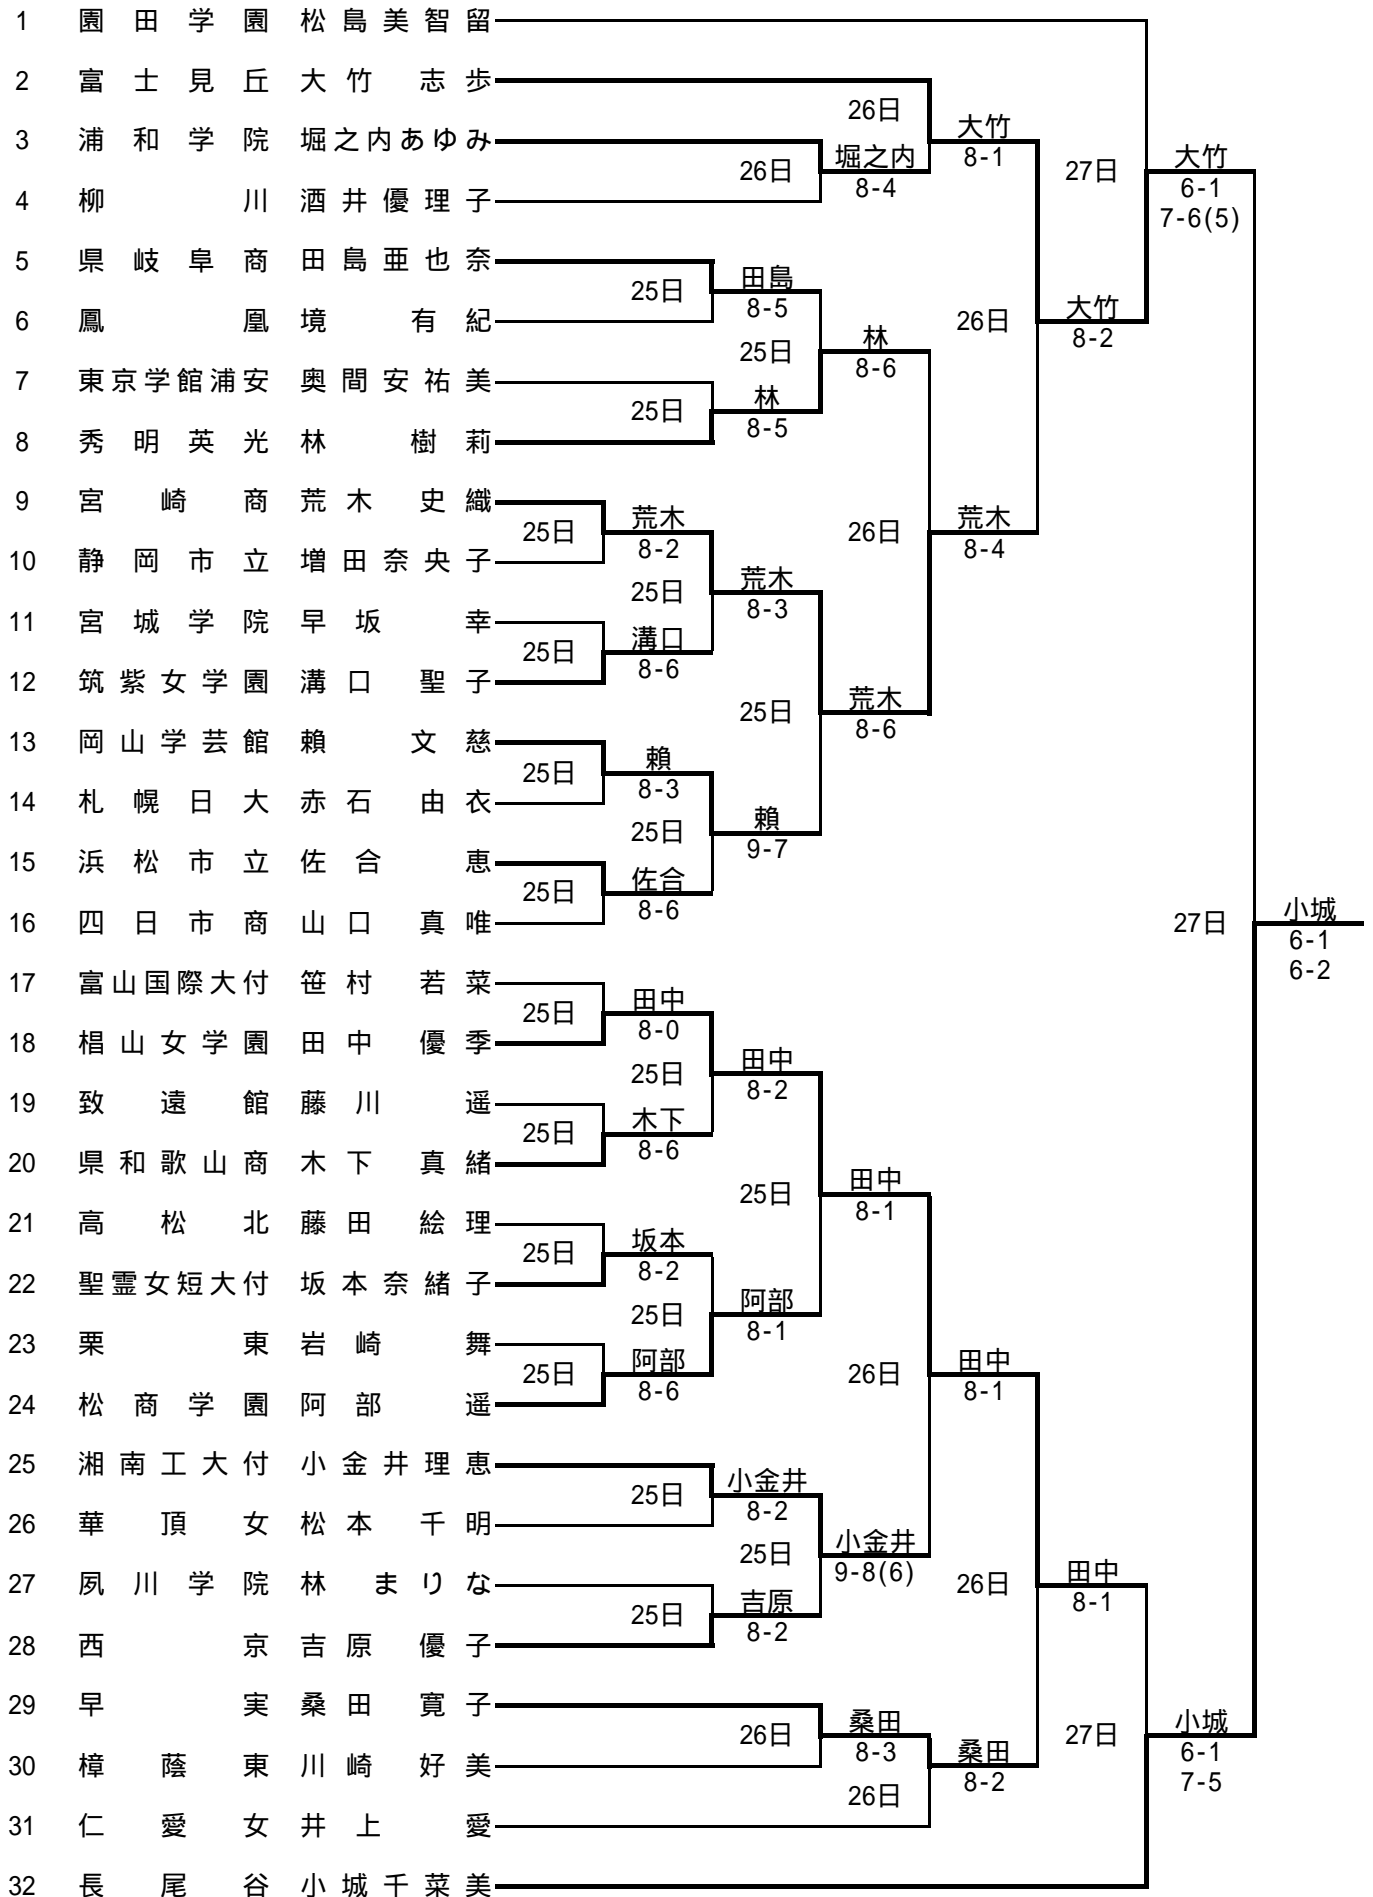 1 園田学園 松島美智留
2 富士見丘 大竹志歩
26日
大竹
3 浦和学院 堀之内あゆみ
堀之内
8-1
大竹
26日
27日
8-4
6-1
4 柳川 酒井優理子
7-6(5)
5 県岐阜商 田島亜也奈
田島
25日
8-5
大竹
6 鳳凰 境有紀
26日
林
8-2
25日
8-6
7 東京学館浦安 奥間安祐美
林
25日
8-5
8 秀明英光 林樹莉
9 宮崎商 荒木史織
荒木
荒木
25日
26日
8-2
8-4
10 静岡市立 増田奈央子
荒木
25日
8-3
11 宮城学院 早坂幸
溝口
25日
8-6
12 筑紫女学園 溝口聖子
荒木
25日
8-6
13 岡山学芸館 賴文慈
賴
25日
8-3
14 札幌日大 赤石由衣
賴
25日
9-7
15 浜松市立 佐合恵
佐合
25日
8-6
小城
16 四日市商 山口真唯
27日
6-1
6-2
17 富山国際大付 笹村若菜
田中
25日
8-0
18 椙山女学園 田中優季
田中
25日
8-2
19 致遠館 藤川遥
木下
25日
8-6
20 県和歌山商 木下真緒
田中
25日
8-1
21 高松北 藤田絵理
坂本
25日
8-2
22 聖霊女短大付 坂本奈緒子
阿部
25日
8-1
23 栗東 岩崎舞
阿部
田中
25日
26日
8-6
8-1
24 松商学園 阿部遥
25 湘南工大付 小金井理恵
小金井
25日
8-2
26 華頂女 松本千明
小金井
25日
9-8(6)
田中
27 夙川学院 林まりな
26日
吉原
8-1
25日
8-2
28 西京 吉原優子
29 早実 桑田寛子
桑田
小城
26日
27日
8-3
桑田
6-1
30 樟蔭東 川崎好美
8-2
7-5
26日
31 仁愛女 井上愛
32 長尾谷 小城千菜美